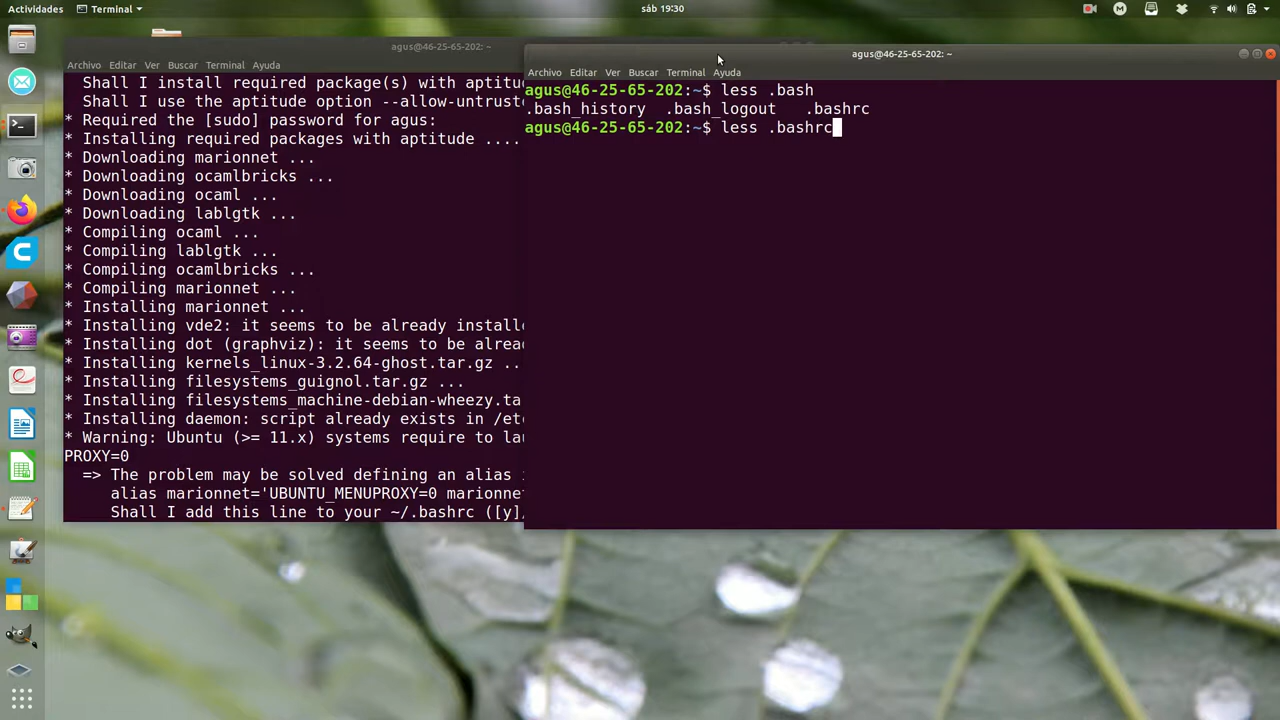 Actividades
Terminal
sáb 19:30
agus@46-25-65-202: ~
Archivo Editar Ver Buscar Terminal Ayuda
Shall I install required package(s) with aptitu
Shall I use the aptitude option --allow-untrust
* Required the [sudo] password for agus:
* Installing required packages with aptitude ....
* Downloading marionnet ...
* Downloading ocamlbricks ...
* Downloading ocaml ...
* Downloading lablgtk ...
* Compiling ocaml ...
* Compiling lablgtk ...
* Compiling ocamlbricks ...
* Compiling marionnet ...
* Installing marionnet ...
* Installing vde2: it seems to be already install
* Installing dot (graphviz): it seems to be alrea
* Installing kernels_linux-3.2.64-ghost.tar.gz ..
* Installing filesystems_guignol.tar.gz ...
* Installing filesystems_machine-debian-wheezy.ta
* Installing daemon: script already exists in /et
* Warning: Ubuntu (>= 11.x) systems require to la
PROXY=0
=> The problem may be solved defining an alias
alias marionnet='UBUNTU_MENUPROXY=0 marionne
Shall I add this line to your ~/.bashrc ([y]
agus@46-25-65-202: ~
Archivo Editar Ver Buscar Terminal Ayuda
agus@46-25-65-202:~$ less .bash
.bash_history .bash_logout .bashrc
agus@46-25-65-202:~$ less .bashrc